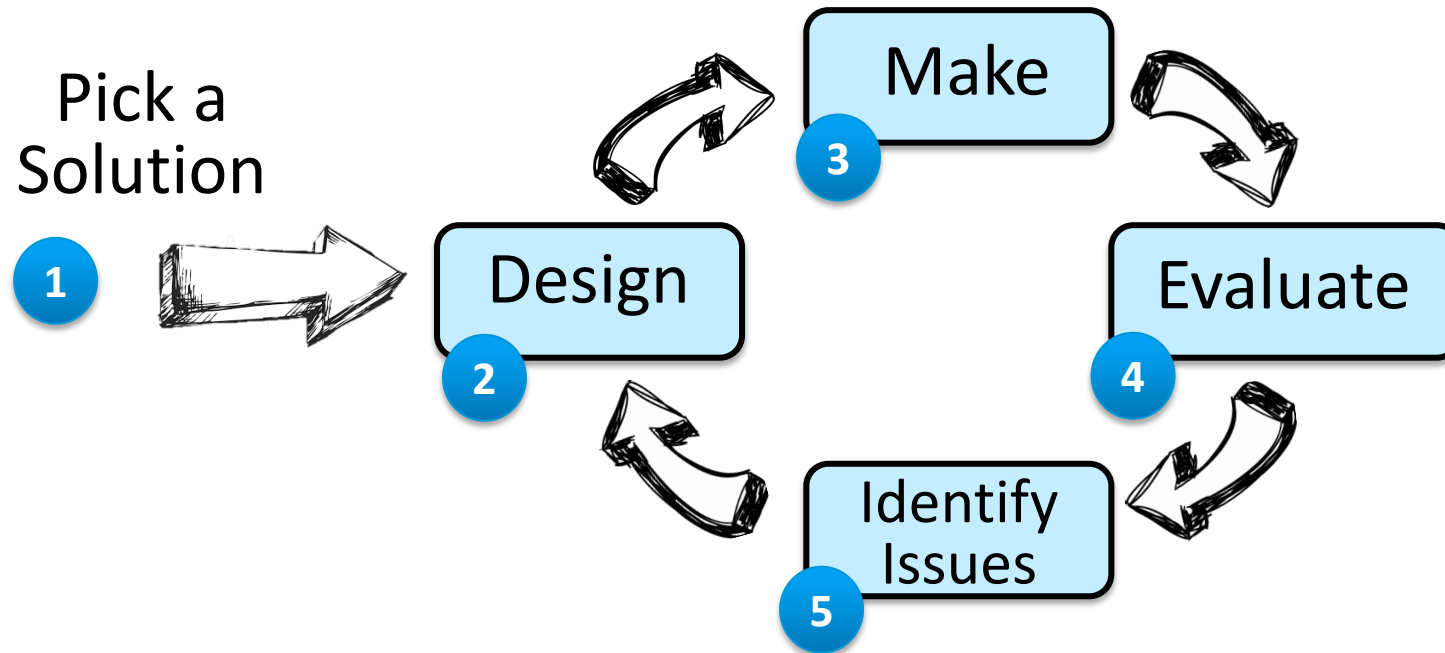 Pick a
Solution
1
Design
2
Make
3
Evaluate
4
Identify
Issues
5